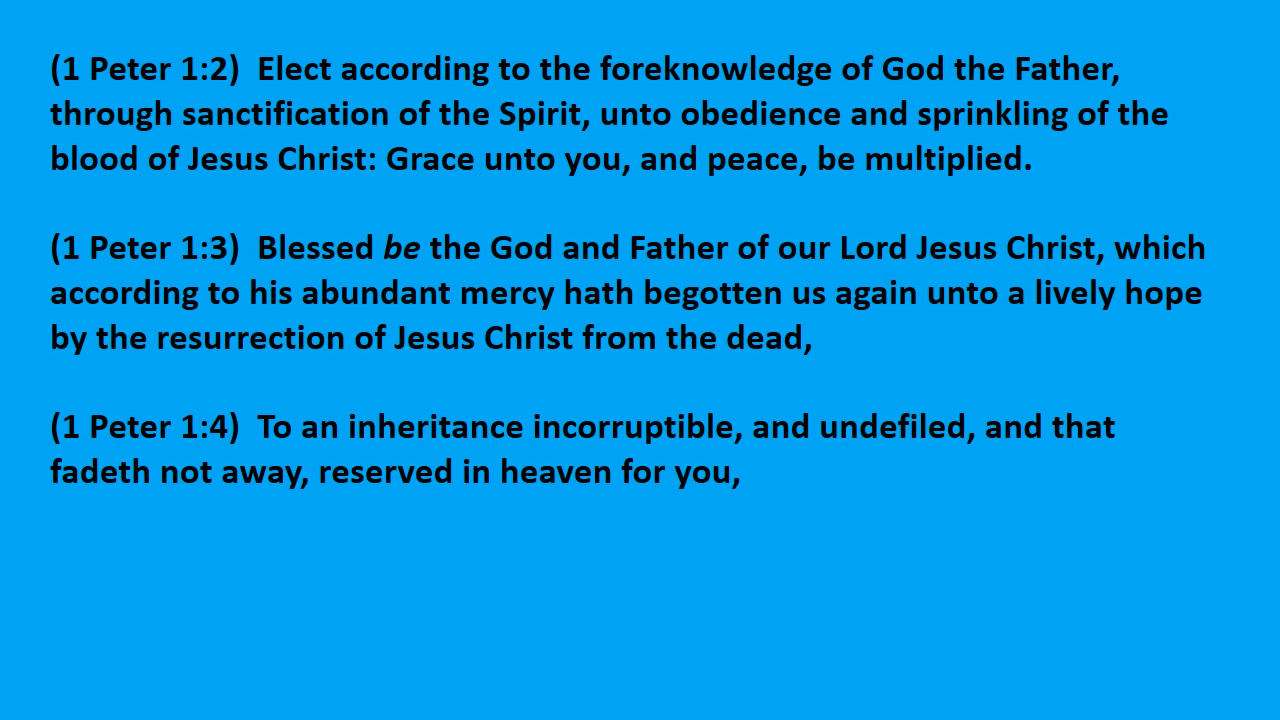 (1 Peter 1:2)  Elect according to the foreknowledge of God the Father,
through sanctification of the Spirit, unto obedience and sprinkling of the
blood of Jesus Christ: Grace unto you, and peace, be multiplied.
(1 Peter 1:3)  Blessed be the God and Father of our Lord Jesus Christ, which
according to his abundant mercy hath begotten us again unto a lively hope
by the resurrection of Jesus Christ from the dead,
(1 Peter 1:4)  To an inheritance incorruptible, and undefiled, and that
fadeth not away, reserved in heaven for you,